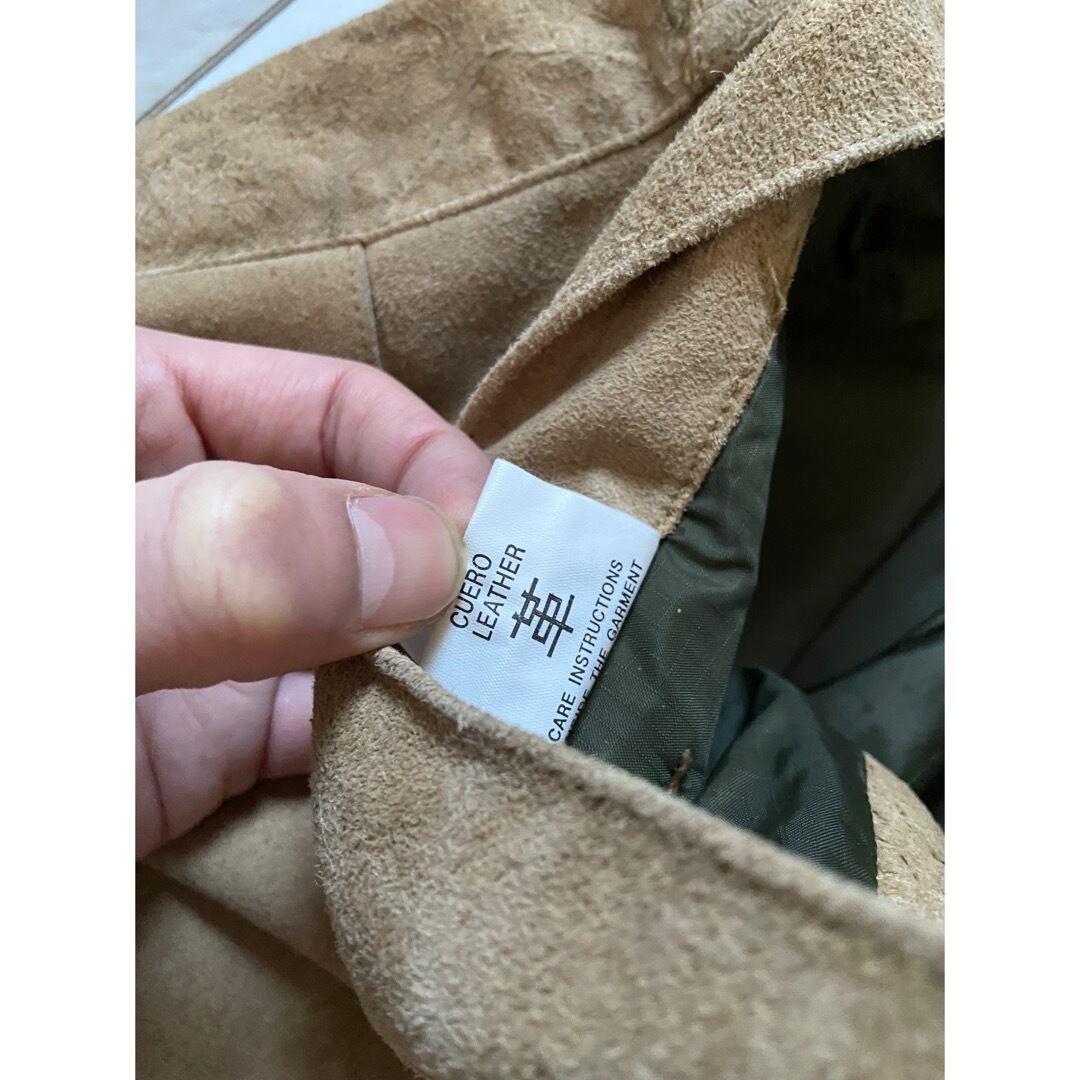 CUERO
LEATHER
革
CARE INSTRUCTIONS
THE GARMENT